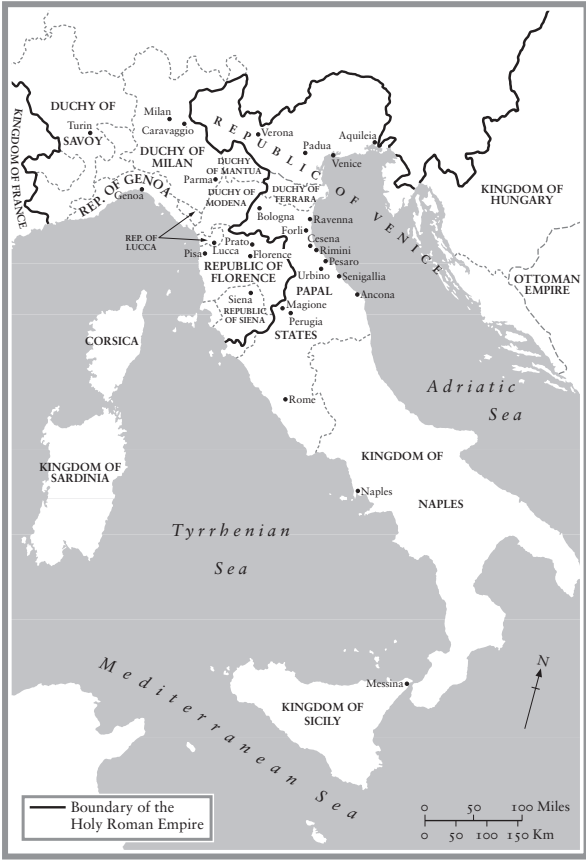 DUCHY OF
SAVOY
Turin
KINGDOM OF FRANCE
Milan
Caravaggio
DUCHY OF
MILAN
REPUBLIC OF VENICE
Verona
Padua
Aquileia
Venice
DUCHY
OF MANTUA
Parma
DUCHY OF
MODENA
DUCHY OF
FERRARA
REP. OF GENOA
Genoa
KINGDOM OF
HUNGARY
Bologna
Ravenna
Forli
Cesena
Rimini
Pesaro
Urbino
Senigallia
Ancona
REP. OF
LUCCA
Prato
Lucca
Florence
Pisa
REPUBLIC OF
FLORENCE
PAPAL
STATES
Siena
REPUBLIC
OF SIENA
Magione
Perugia
OTTOMAN
EMPIRE
CORSICA
Adriatic
Sea
Rome
KINGDOM OF
SARDINIA
KINGDOM OF
NAPLES
Naples
Tyrrhenian
Sea
Mediterranean Sea
Messina
KINGDOM OF
SICILY
N
Boundary of the
Holy Roman Empire
0 50 100 Miles
0 50 100 150 Km